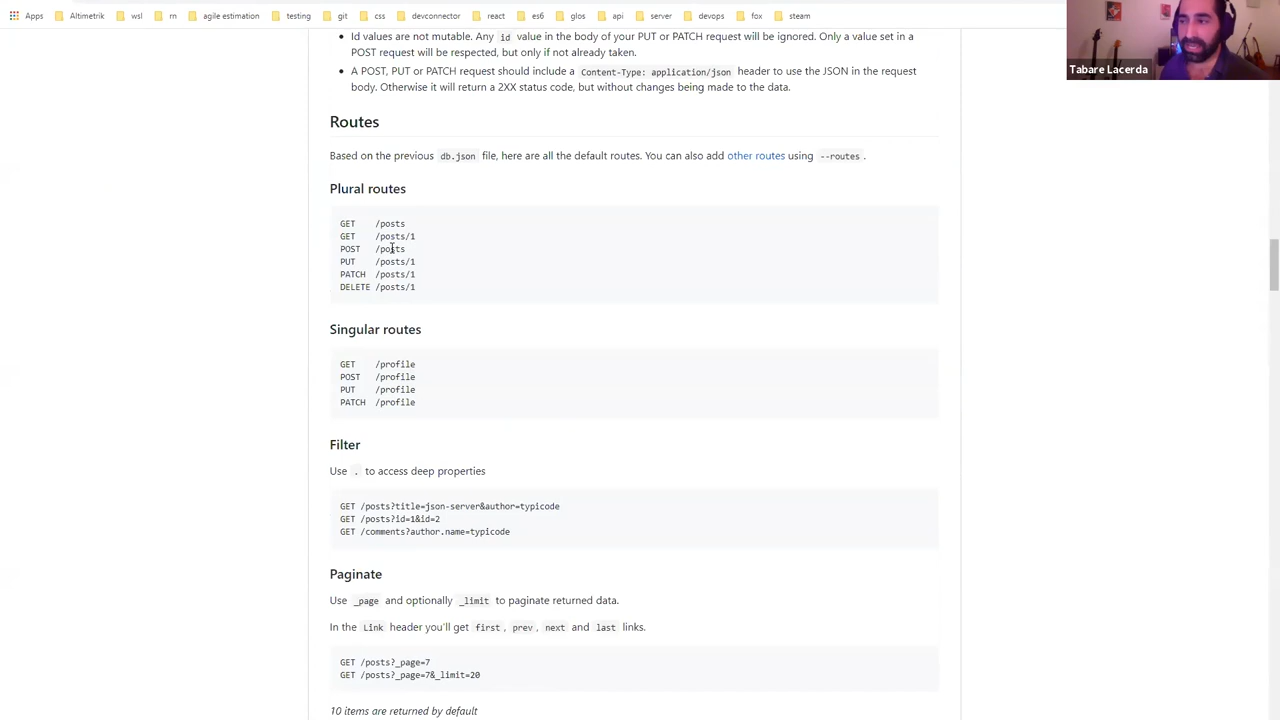 Apps Altimetrik wsl rn agile estimation testing git css devconnector react es6 glos api server devops fox steam
Tabare Lacerda
Id values are not mutable. Any id value in the body of your PUT or PATCH request will be ignored. Only a value set in a
POST request will be respected, but only if not already taken.
A POST, PUT or PATCH request should include a Content-Type: application/json header to use the JSON in the request
body. Otherwise it will return a 2XX status code, but without changes being made to the data.
Routes
Based on the previous db.json file, here are all the default routes. You can also add other routes using --routes .
Plural routes
GET /posts
GET /posts/1
POST /posts
PUT /posts/1
PATCH /posts/1
DELETE /posts/1
Singular routes
GET /profile
POST /profile
PUT /profile
PATCH /profile
Filter
Use . to access deep properties
GET /posts?title=json-server&author=typicode
GET /posts?id=1&id=2
GET /comments?author.name=typicode
Paginate
Use _page and optionally _limit to paginate returned data.
In the Link header you'll get first , prev , next and last links.
GET /posts?_page=7
GET /posts?_page=7&_limit=20
10 items are returned by default